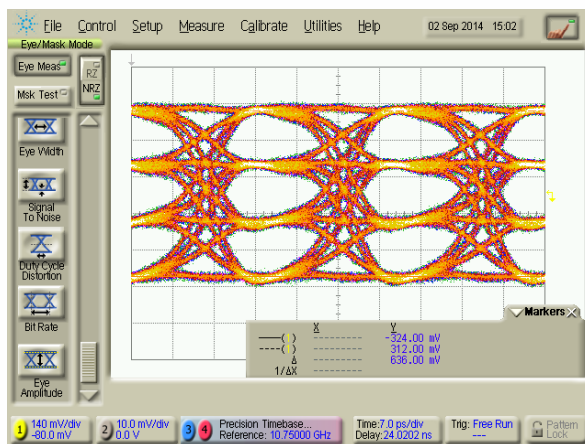 File Control Setup Measure Calibrate Utilities Help 02 Sep 2014 15:02
Eye/Mask Mode
Eye Meas
RZ
Msk Test
NRZ
Eye Width
Signal
To Noise
Duty Cycle
Distortion
Bit Rate
Eye
Amplitude
Markers X
X Y
----( ) --------- -324.00 mV
----( ) --------- 312.00 mV
Δ --------- 636.00 mV
1/ΔX ---------
1 140 mV/div
-80.0 mV
2 10.0 mV/div
0.0 V
3 4 Precision Timebase...
Reference: 10.75000 GHz
Time:7.0 ps/div
Delay:24.0202 ns
Trig: Free Run
---
Pattern
Lock